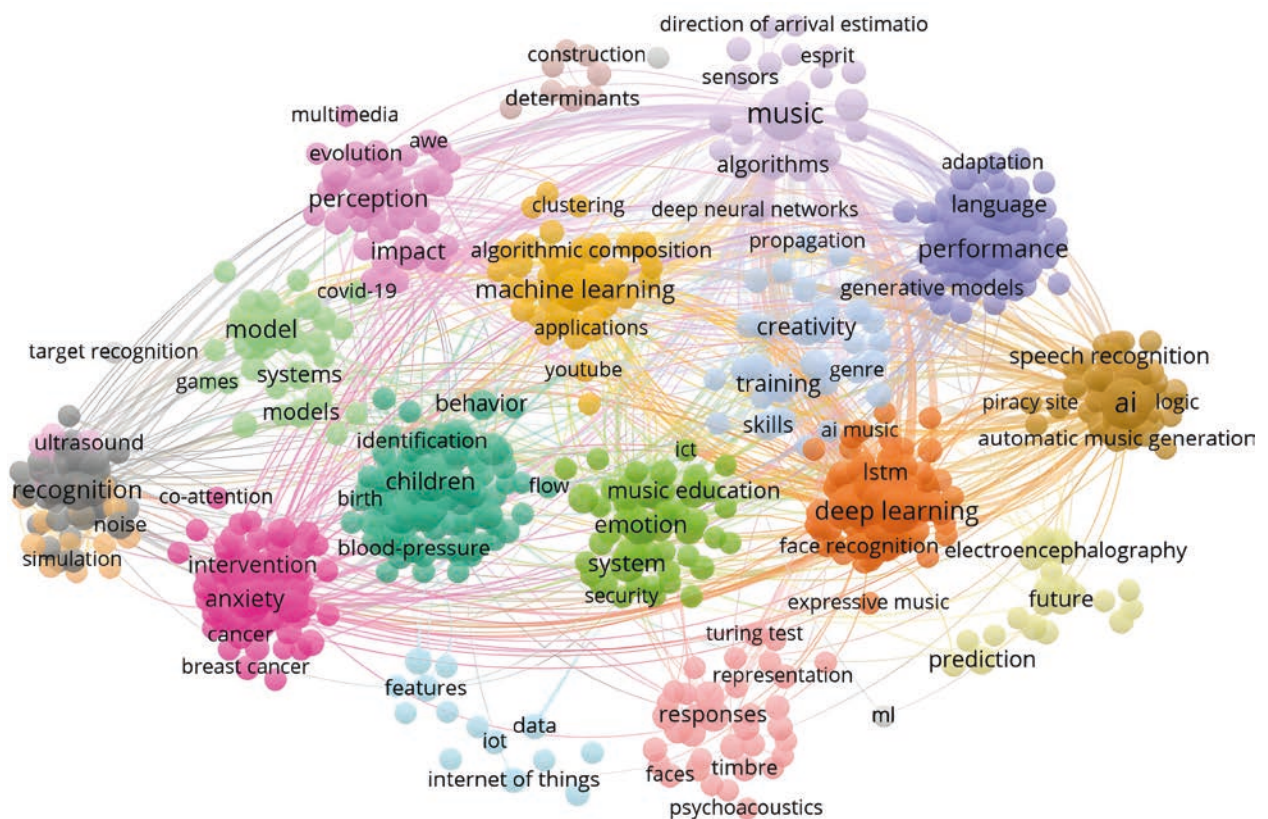 direction of arrival estimatio
construction
esprit
sensors
determinants
music
multimedia
awe
evolution
algorithms
adaptation
perception
clustering
deep neural networks
language
impact
algorithmic composition
propagation
performance
covid-19
machine learning
generative models
model
applications
creativity
target recognition
speech recognition
games
systems
youtube
training
genre
models
behavior
skills
ai music
piracy site
ai
logic
ultrasound
identification
automatic music generation
ict
recognition
co-attention
children
flow
music education
lstm
birth
noise
emotion
deep learning
simulation
blood-pressure
face recognition
electroencephalography
intervention
system
anxiety
security
expressive music
future
cancer
turing test
breast cancer
prediction
features
representation
responses
ml
data
iot
internet of things
faces
timbre
psychoacoustics